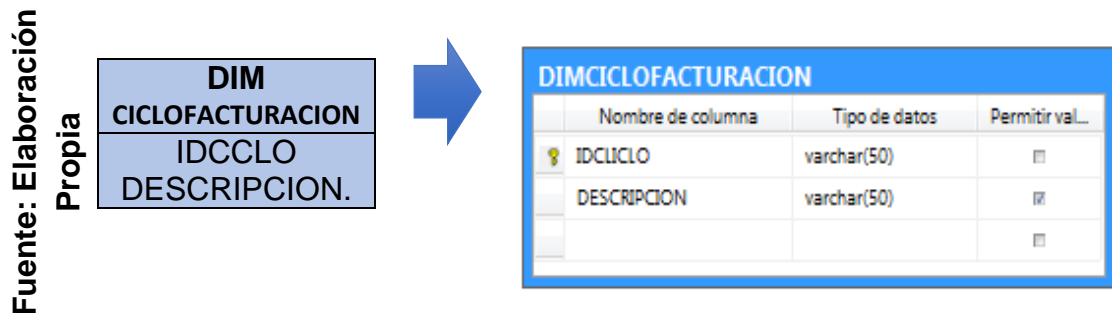 Fuente: Elaboración
Propia
DIM
CICLOFACTURACION
IDCCLO
DESCRIPCION.
DIMCICLOFACTURACION
Nombre de columna Tipo de datos Permitir val...
IDCLICLO varchar(50)
DESCRIPCION varchar(50)